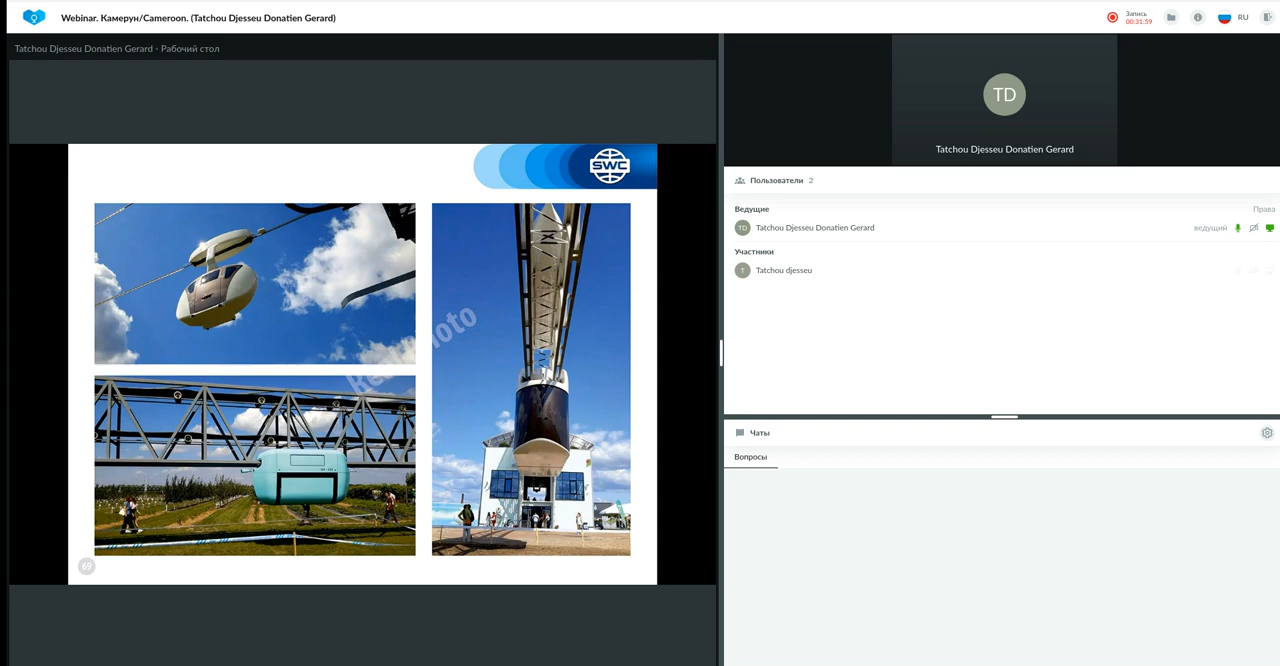 Webinar. Камерун/Cameroon. (Tatchou Djesseu Donatien Gerard)
Запись
00:31:59
RU
Tatchou Djesseu Donatien Gerard - Рабочий стол
SWC
69
TD
Tatchou Djesseu Donatien Gerard
Пользователи 2
Ведущие
Права
TD
Tatchou Djesseu Donatien Gerard
ведущий
Участники
T
Tatchou djesseu
Чаты
Вопросы